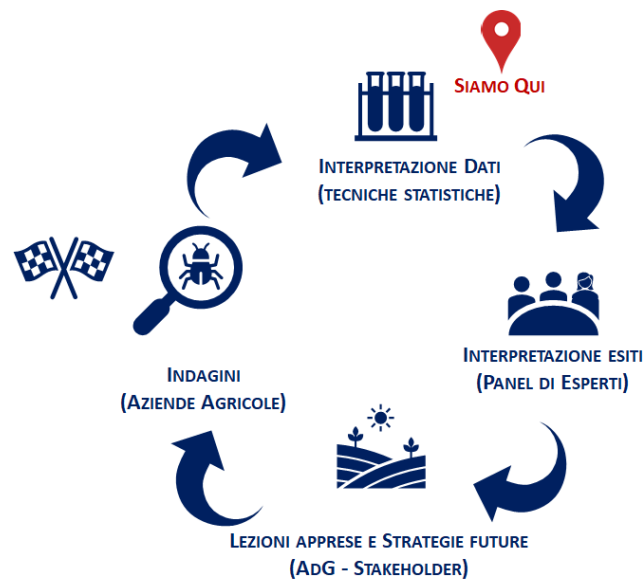 Siamo Qui
Interpretazione Dati
(tecniche statistiche)
Interpretazione esiti
(Panel di Esperti)
Indagini
(Aziende Agricole)
Lezioni apprese e Strategie future
(AdG - Stakeholder)